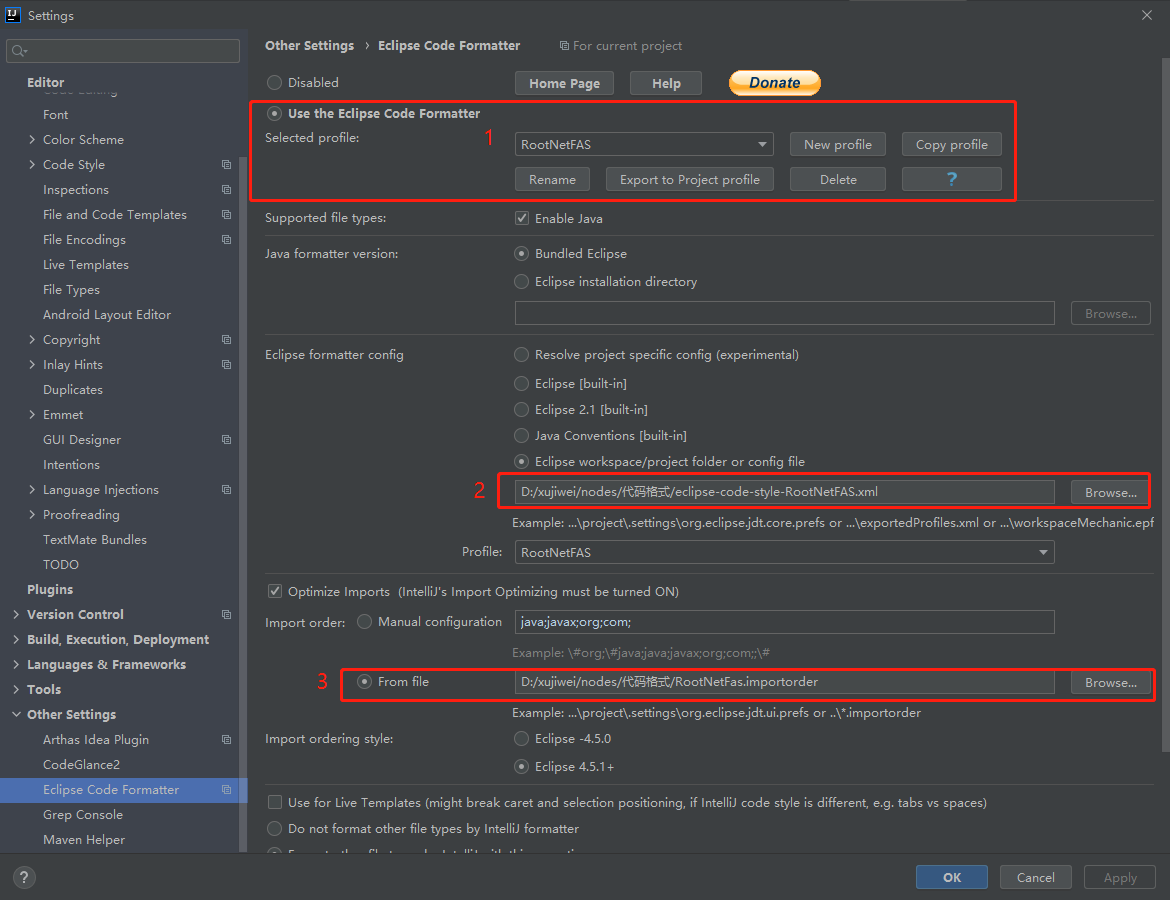 IJ Settings
Other Settings › Eclipse Code Formatter For current project
Editor
Code Editing
Font
Color Scheme
Code Style
Inspections
File and Code Templates
File Encodings
Live Templates
File Types
Android Layout Editor
Copyright
Inlay Hints
Duplicates
Emmet
GUI Designer
Intentions
Language Injections
Proofreading
TextMate Bundles
TODO
Plugins
Version Control
Build, Execution, Deployment
Languages & Frameworks
Tools
Other Settings
Arthas Idea Plugin
CodeGlance2
Eclipse Code Formatter
Grep Console
Maven Helper
Disabled Home Page Help Donate
Use the Eclipse Code Formatter
Selected profile: 1 RootNetFAS New profile Copy profile
Rename Export to Project profile Delete ?
Supported file types: Enable Java
Java formatter version: Bundled Eclipse
Eclipse installation directory
Browse...
Eclipse formatter config Resolve project specific config (experimental)
Eclipse [built-in]
Eclipse 2.1 [built-in]
Java Conventions [built-in]
Eclipse workspace/project folder or config file
2 D:/xujiwei/nodes/代码格式/eclipse-code-style-RootNetFAS.xml Browse...
Example: ...\project\.settings\org.eclipse.jdt.core.prefs or ...\exportedProfiles.xml or ...\workspaceMechanic.epf
Profile: RootNetFAS
Optimize Imports (IntelliJ's Import Optimizing must be turned ON)
Import order: Manual configuration java;javax;org;com;
Example: \#org;\#java;java;javax;org;com;;\#
3 From file D:/xujiwei/nodes/代码格式/RootNetFas.importorder Browse...
Example: ...\project\.settings\org.eclipse.jdt.ui.prefs or ..\*.importorder
Import ordering style: Eclipse -4.5.0
Eclipse 4.5.1+
Use for Live Templates (might break caret and selection positioning, if IntelliJ code style is different, e.g. tabs vs spaces)
Do not format other file types by IntelliJ formatter
? OK Cancel Apply